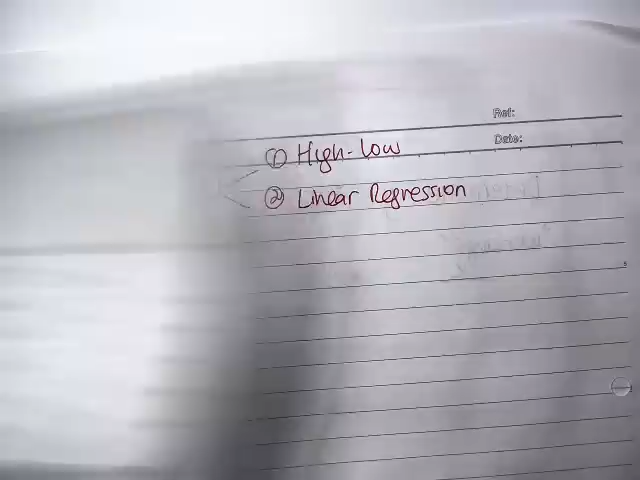 Ref:
Date:
① High-Low
② Linear Regression